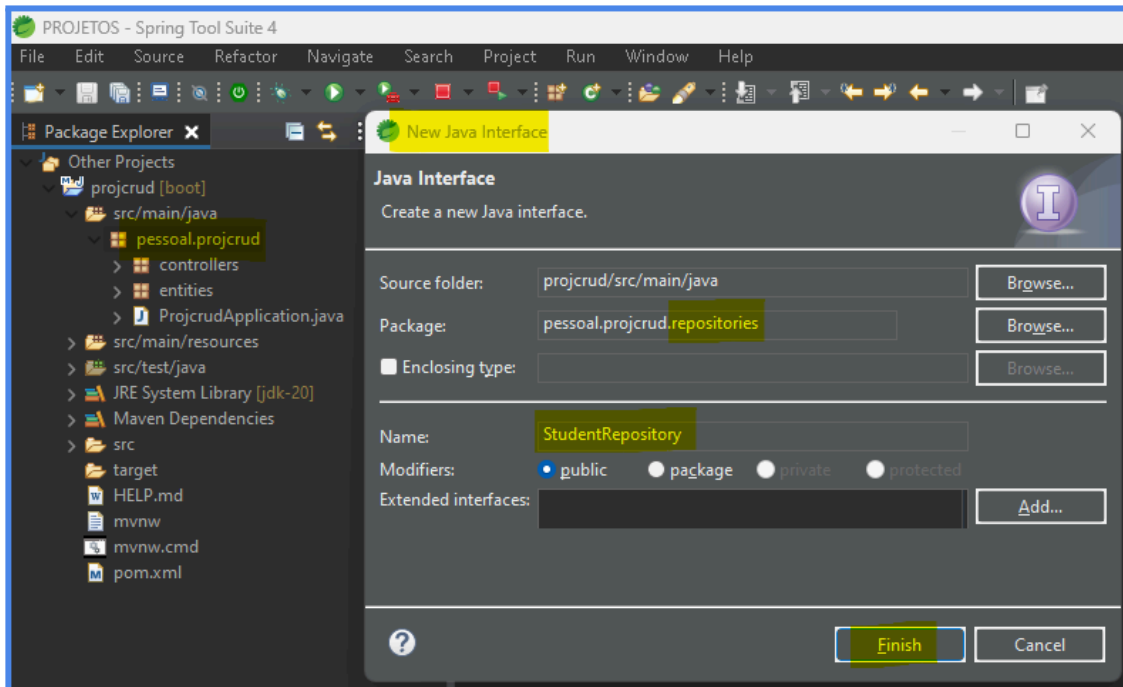 PROJETOS - Spring Tool Suite 4
File Edit Source Refactor Navigate Search Project Run Window Help
Package Explorer
Other Projects
projcrud [boot]
src/main/java
pessoal.projcrud
controllers
entities
ProjcrudApplication.java
src/main/resources
src/test/java
JRE System Library [jdk-20]
Maven Dependencies
src
target
HELP.md
mvnw
mvnw.cmd
pom.xml
New Java Interface
Java Interface
Create a new Java interface.
Source folder: projcrud/src/main/java Browse...
Package: pessoal.projcrud.repositories Browse...
Enclosing type: Browse...
Name: StudentRepository
Modifiers: public package private protected
Extended interfaces: Add...
Finish Cancel